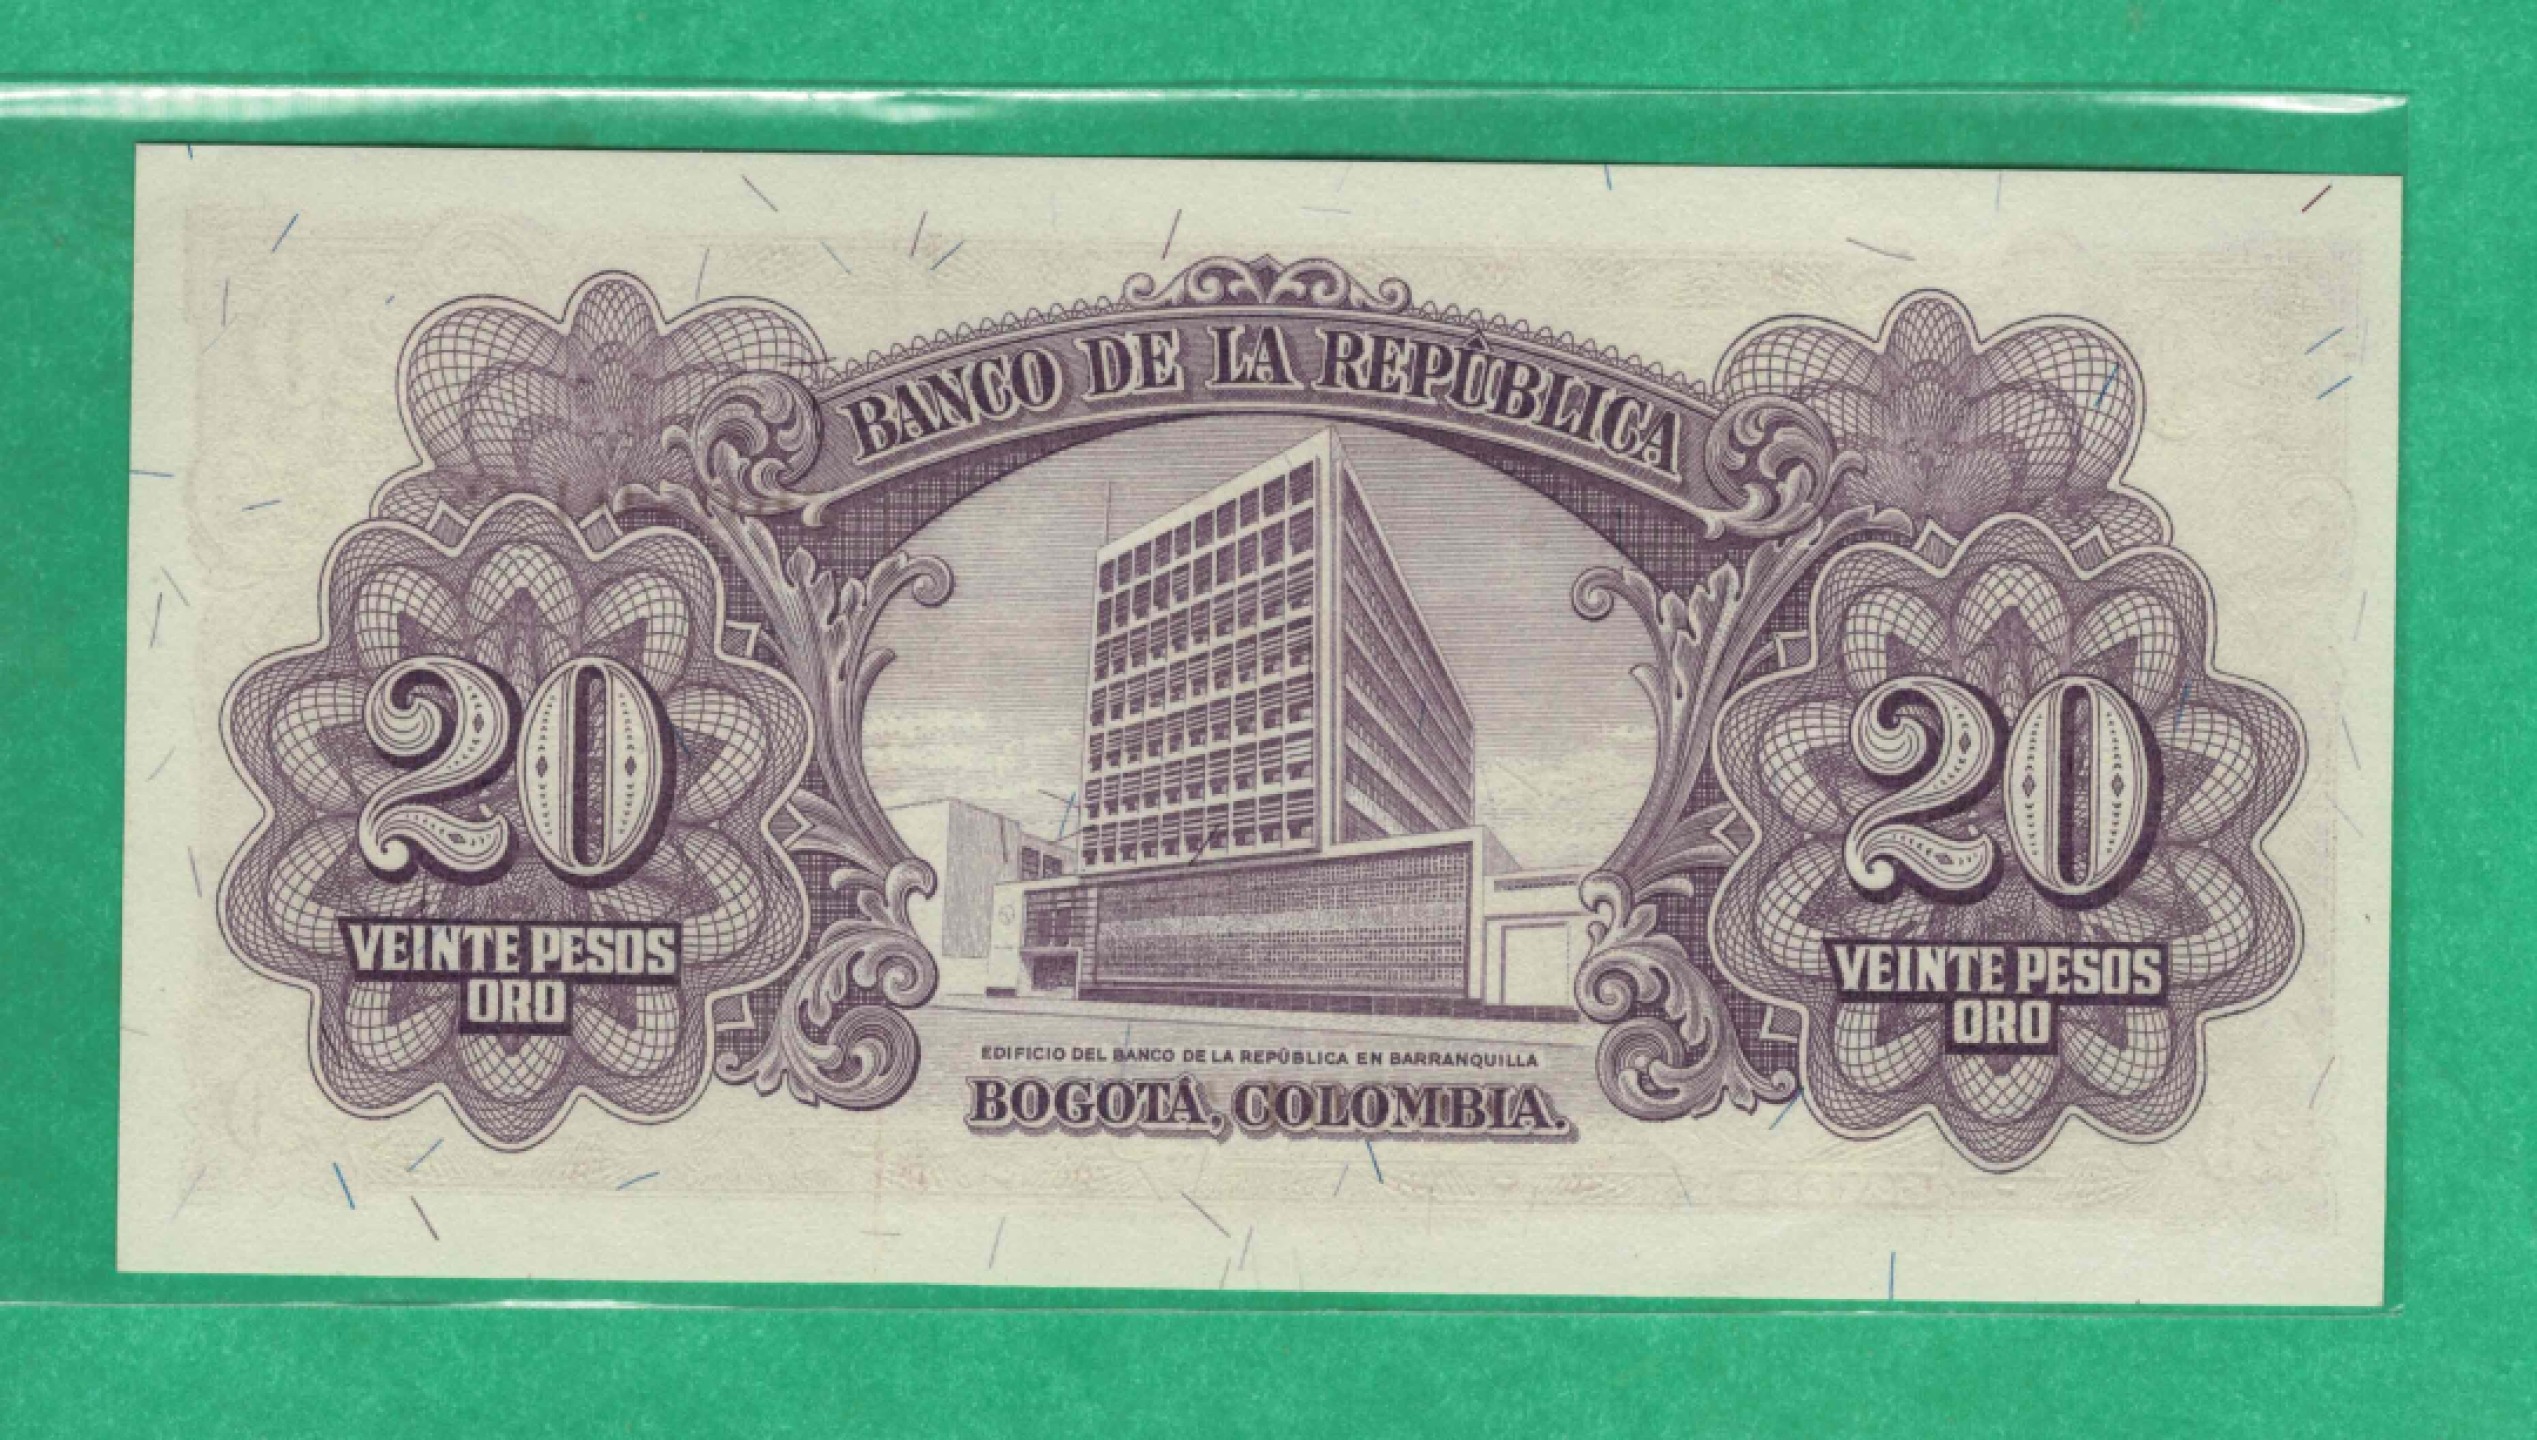 BANCO DE LA REPÚBLICA
20
20
VEINTE PESOS
ORO
VEINTE PESOS
ORO
EDIFICIO DEL BANCO DE LA REPÚBLICA EN BARRANQUILLA
BOGOTÁ, COLOMBIA.